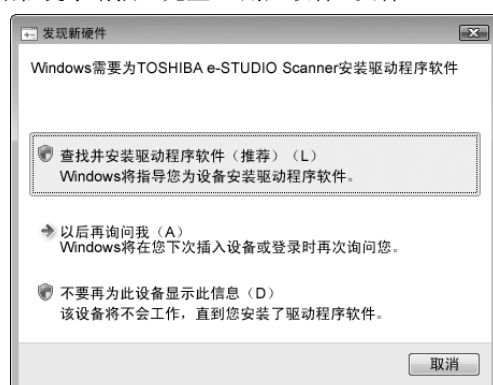 发现新硬件
Windows需要为TOSHIBA e-STUDIO Scanner安装驱动程序软件
查找并安装驱动程序软件（推荐）（L）
Windows将指导您为设备安装驱动程序软件。
以后再询问我（A）
Windows将在您下次插入设备或登录时再次询问您。
不要再为此设备显示此信息（D）
该设备将不会工作，直到您安装了驱动程序软件。
取消